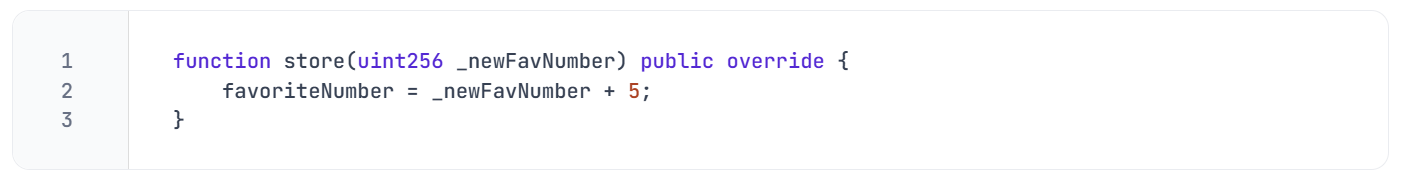 1 function store(uint256 _newFavNumber) public override {
2     favoriteNumber = _newFavNumber + 5;
3 }